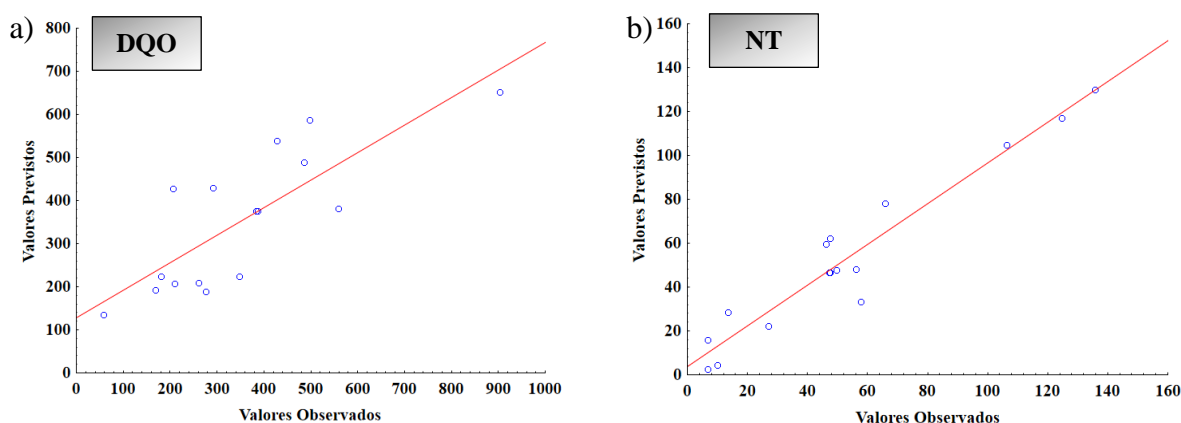 a)
DQO
800
700
600
500
400
300
200
100
0
Valores Previstos
0 100 200 300 400 500 600 700 800 900 1000
Valores Observados
b)
NT
160
140
120
100
80
60
40
20
0
Valores Previstos
0 20 40 60 80 100 120 140 160
Valores Observados